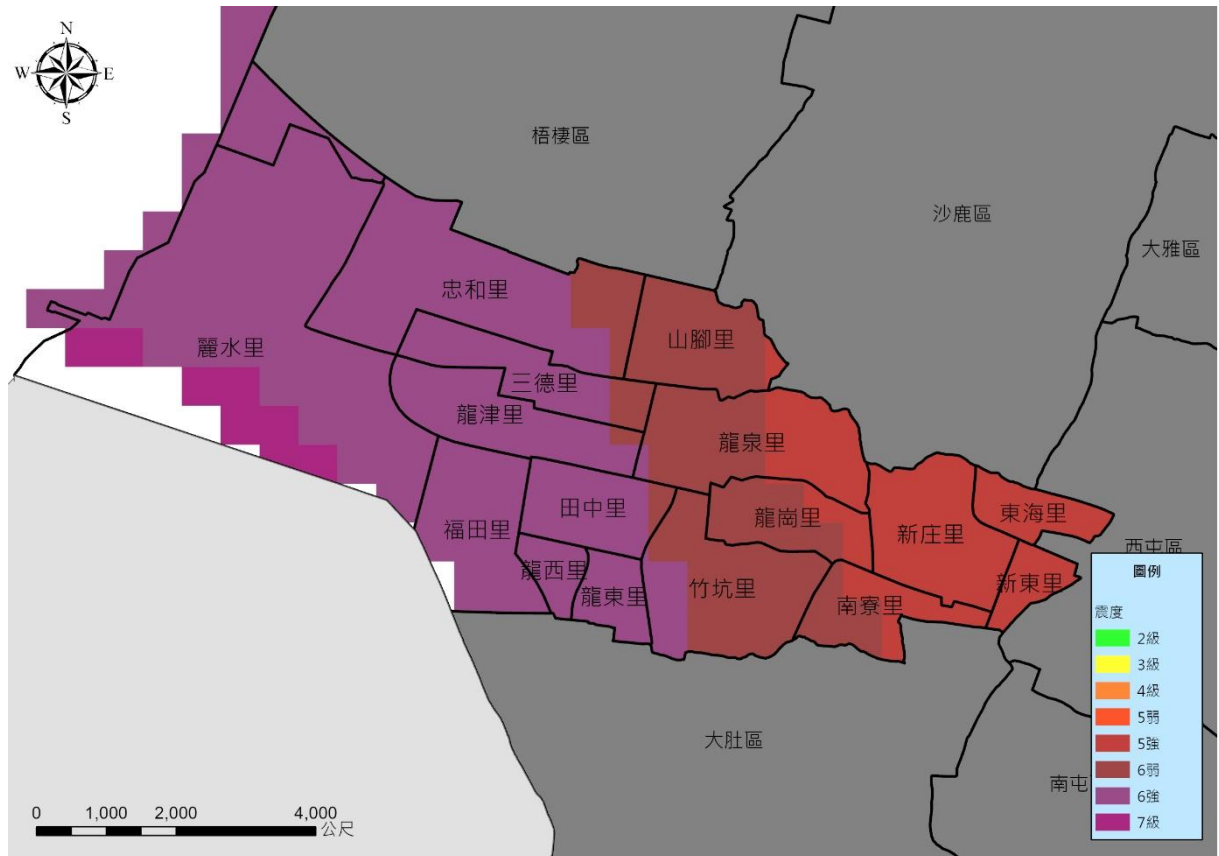 N
W E
S
梧棲區
沙鹿區
大雅區
忠和里
山腳里
麗水里
三德里
龍津里
龍泉里
田中里
龍崗里
東海里
福田里
新庄里
西屯區
龍西里
龍東里
竹坑里
南寮里
新東里
大肚區
南屯
圖例
震度
2級
3級
4級
5弱
5強
6弱
6強
7級
0 1,000 2,000 4,000
公尺